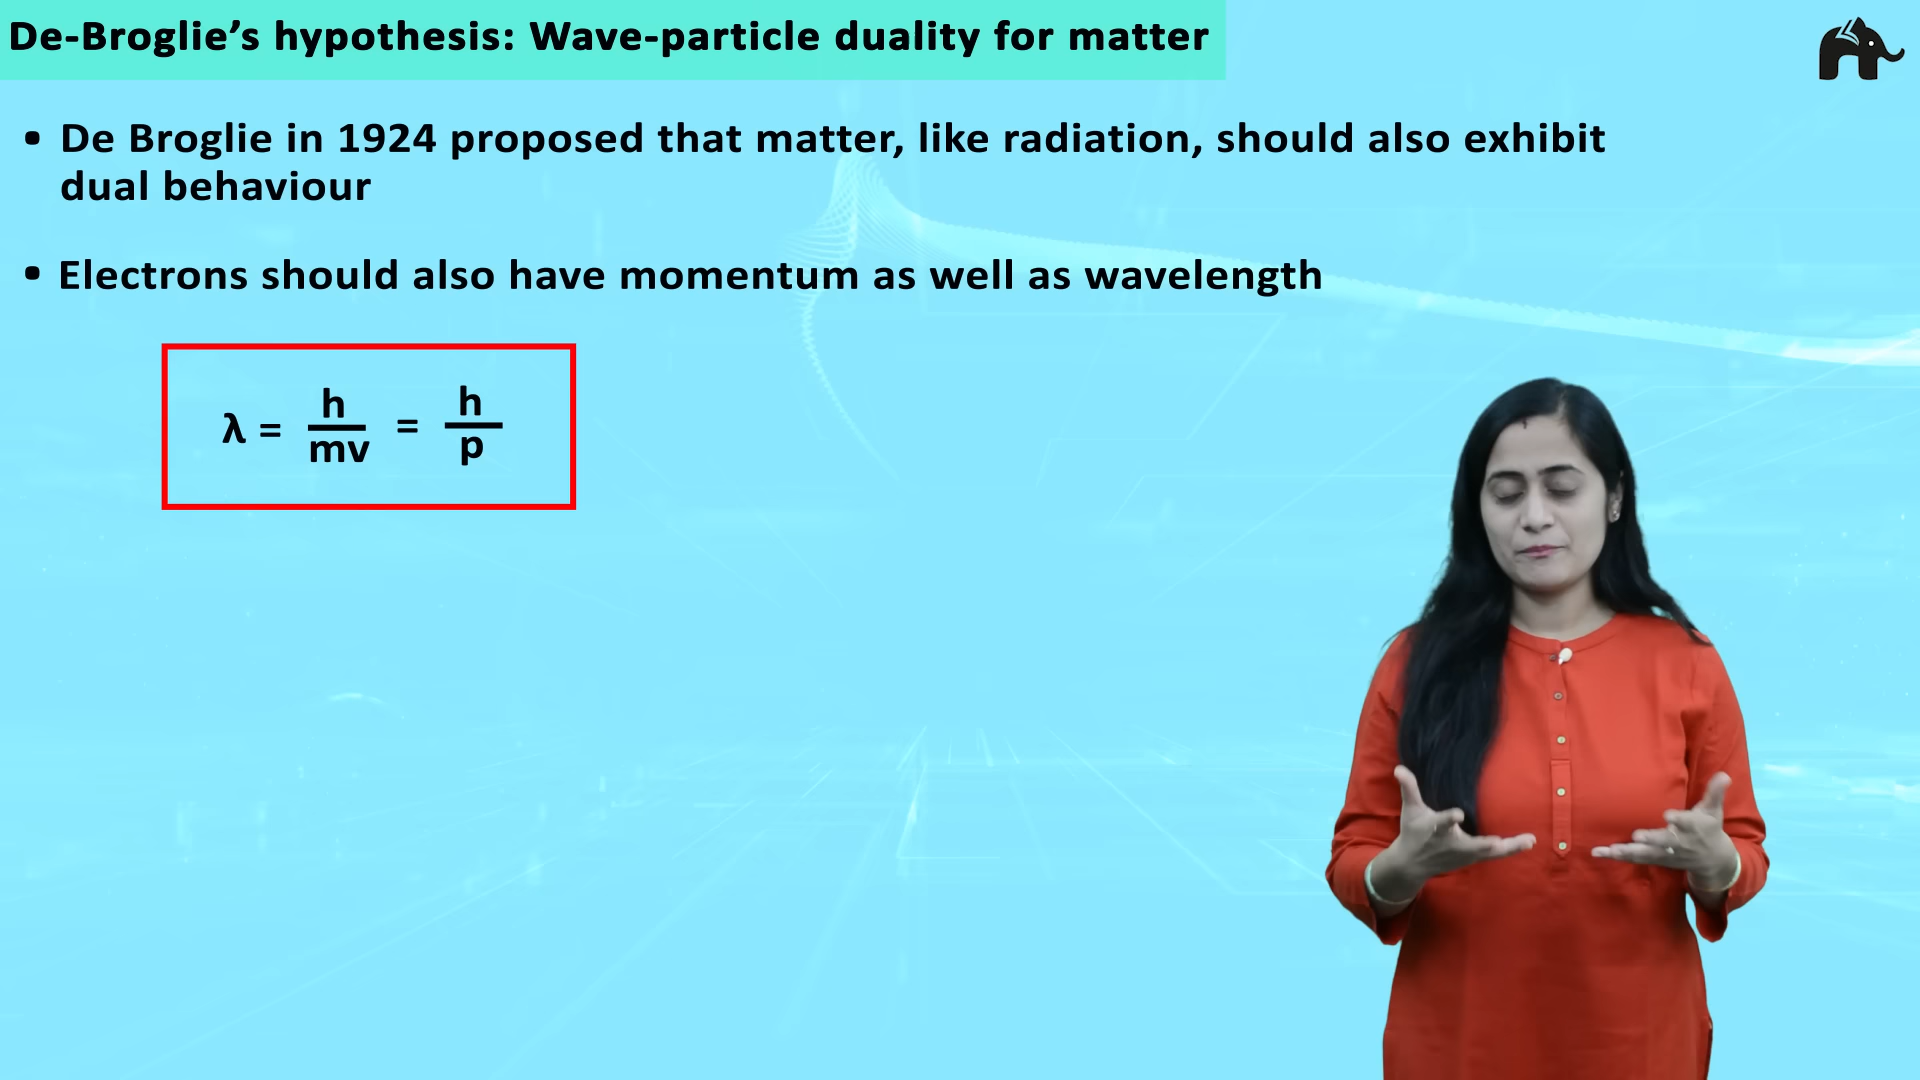 De-Broglie’s hypothesis: Wave-particle duality for matter
• De Broglie in 1924 proposed that matter, like radiation, should also exhibit
dual behaviour
• Electrons should also have momentum as well as wavelength
λ = h/mv = h/p